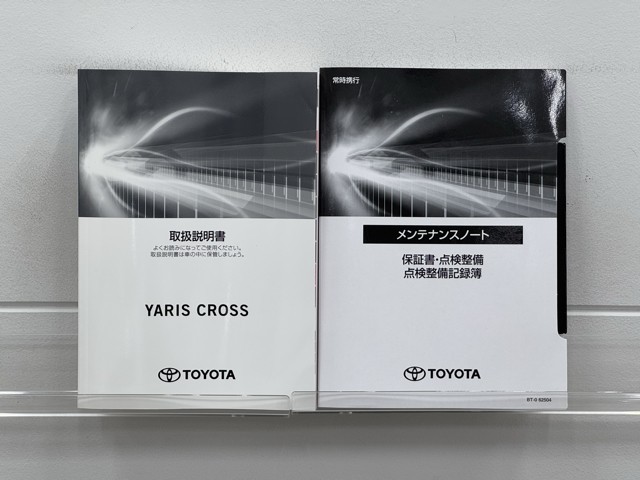 取扱説明書
よくお読みになってご使用ください。
取扱説明書は車の中に保管しましょう。
YARIS CROSS
TOYOTA
常時携行
メンテナンスノート
保証書・点検整備
点検整備記録簿
TOYOTA
BT-0 62504